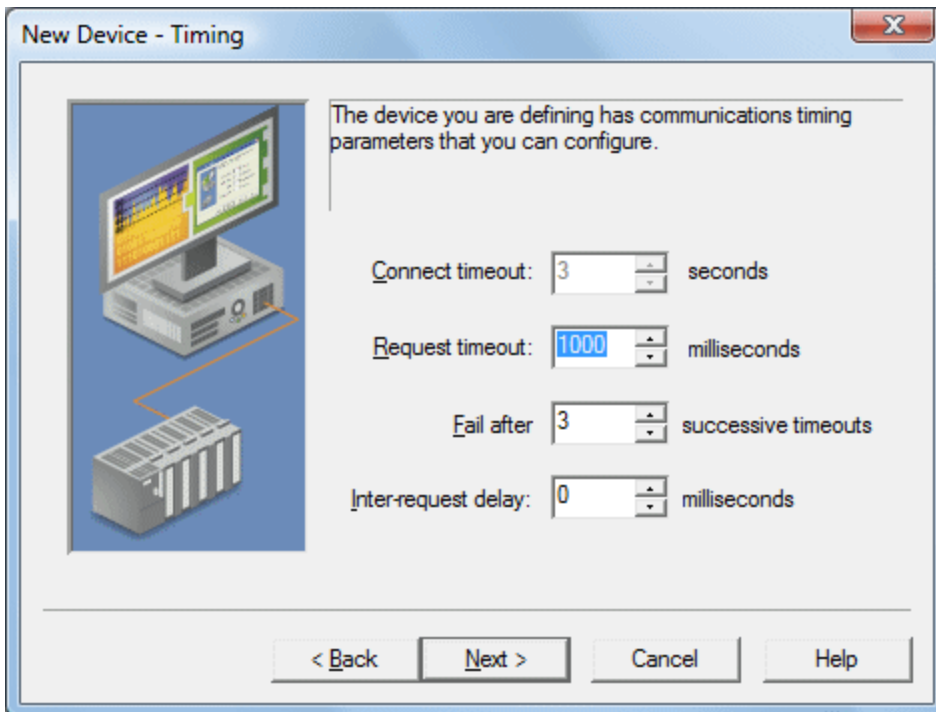 New Device - Timing
The device you are defining has communications timing
parameters that you can configure.
Connect timeout: 3 seconds
Request timeout: 1000 milliseconds
Fail after 3 successive timeouts
Inter-request delay: 0 milliseconds
< Back Next > Cancel Help